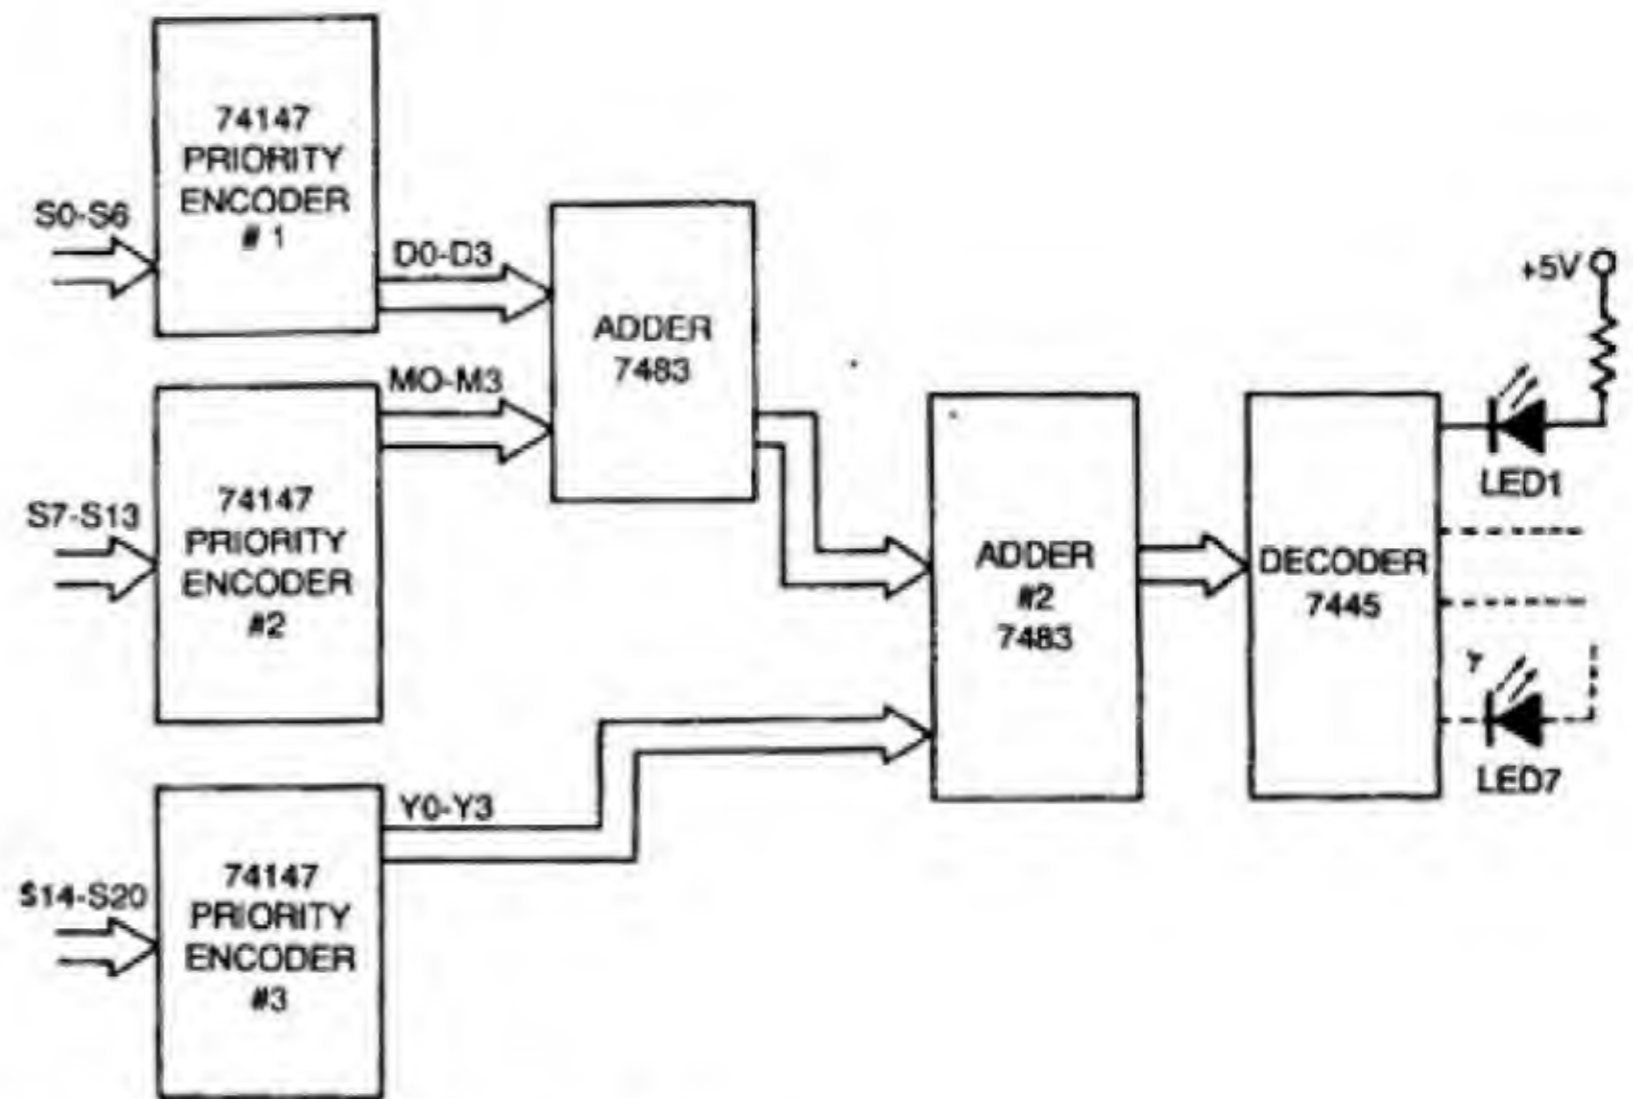 74147
PRIORITY
ENCODER
#1
S0-S6
D0-D3
ADDER
7483
MO-M3
74147
PRIORITY
ENCODER
#2
S7-S13
ADDER
#2
7483
DECODER
7445
+5V
LED1
LED7
Y0-Y3
74147
PRIORITY
ENCODER
#3
S14-S20